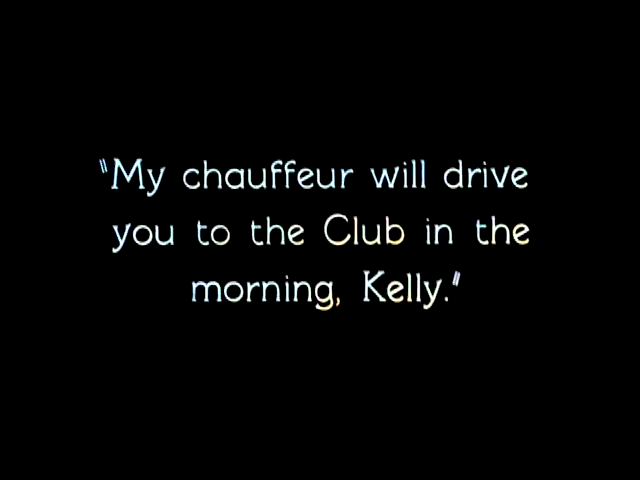 "My chauffeur will drive
you to the Club in the
morning, Kelly."